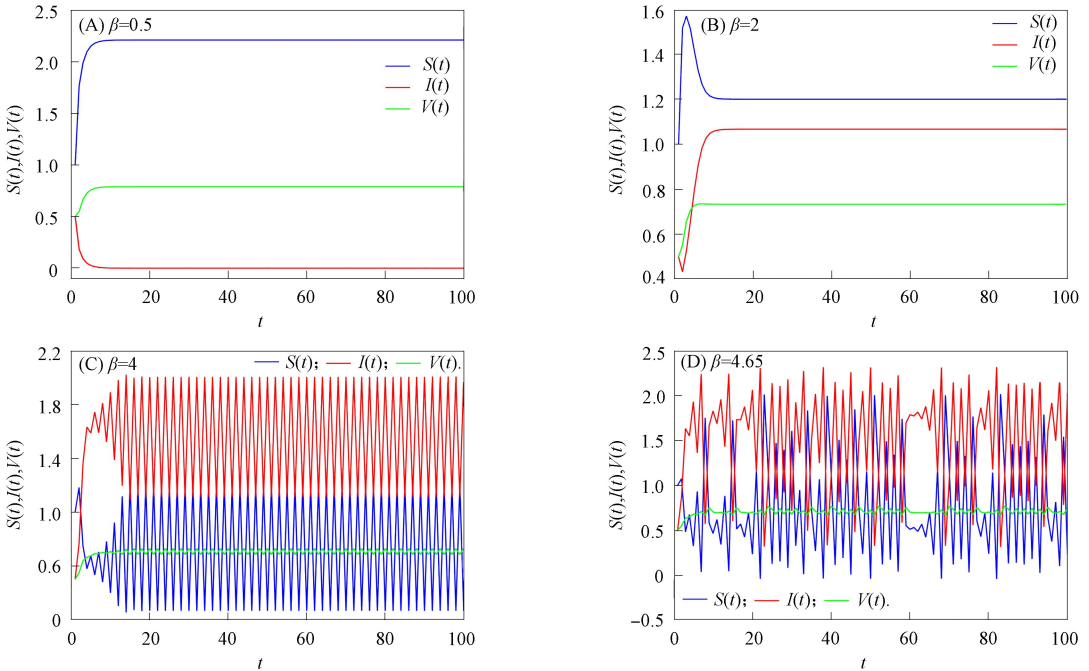 (A) β=0.5
S(t),I(t),V(t)
2.5
2.0
1.5
1.0
0.5
0
S(t)
I(t)
V(t)
0 20 40 60 80 100
t
(B) β=2
S(t),I(t),V(t)
1.6
1.4
1.2
1.0
0.8
0.6
0.4
S(t)
I(t)
V(t)
0 20 40 60 80 100
t
(C) β=4
S(t); I(t); V(t).
S(t),I(t),V(t)
2.2
1.8
1.4
1.0
0.6
0
0 20 40 60 80 100
t
(D) β=4.65
S(t),I(t),V(t)
2.5
2.0
1.5
1.0
0.5
0
−0.5
S(t); I(t); V(t).
0 20 40 60 80 100
t